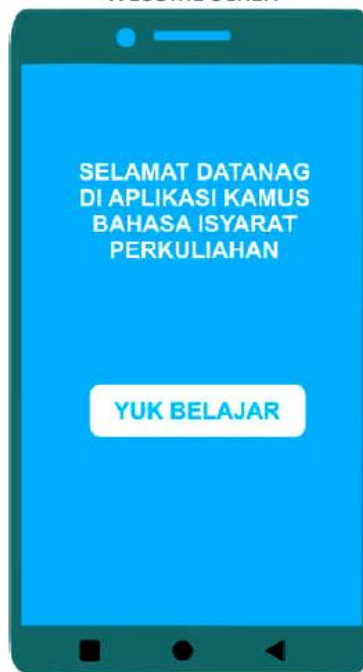 SELAMAT DATANAG
DI APLIKASI KAMUS
BAHASA ISYARAT
PERKULIAHAN
YUK BELAJAR